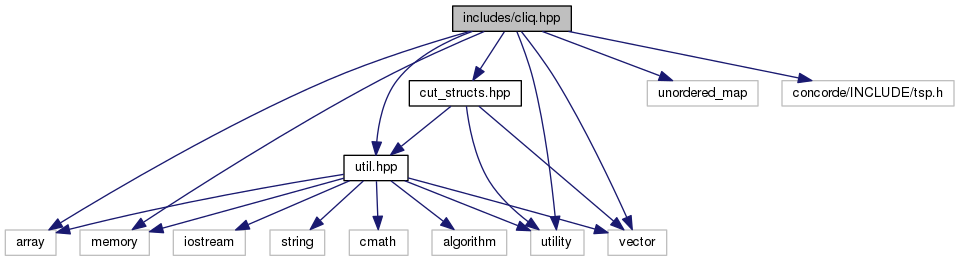 includes/cliq.hpp
cut_structs.hpp
unordered_map
concorde/INCLUDE/tsp.h
util.hpp
array
memory
iostream
string
cmath
algorithm
utility
vector